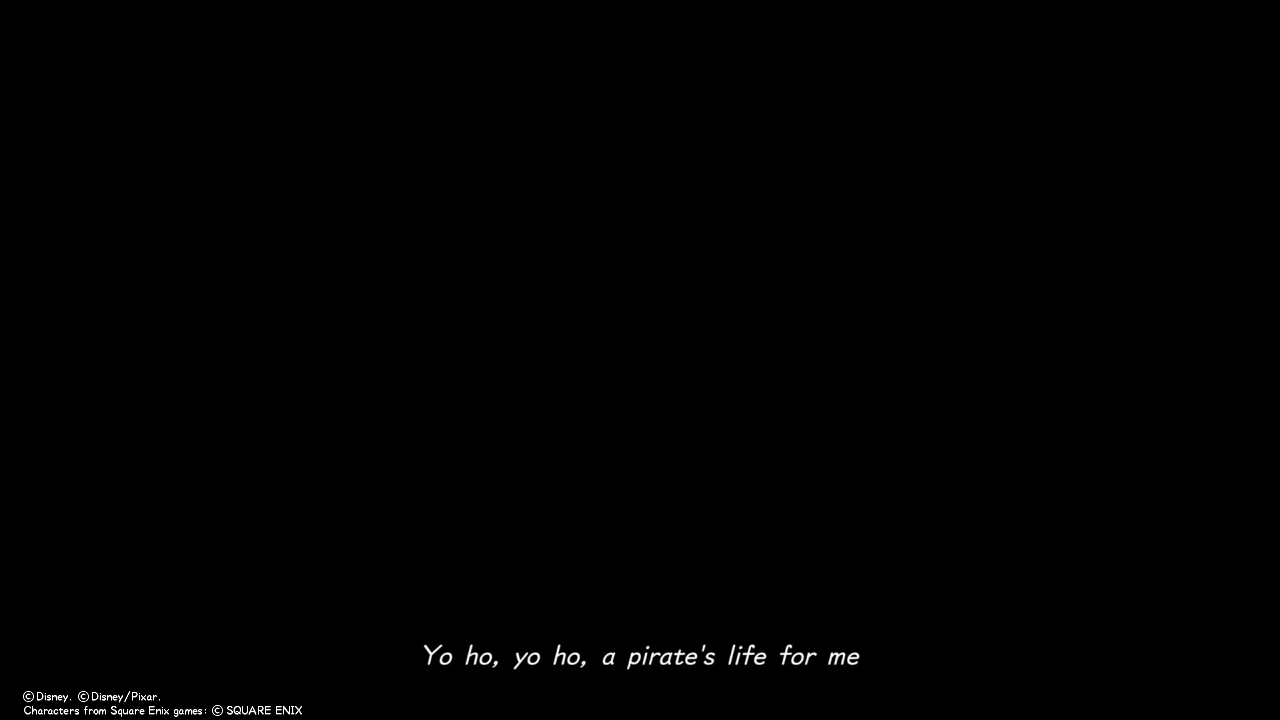 Yo ho, yo ho, a pirate's life for me
©Disney. ©Disney/Pixar.
Characters from Square Enix games: © SQUARE ENIX